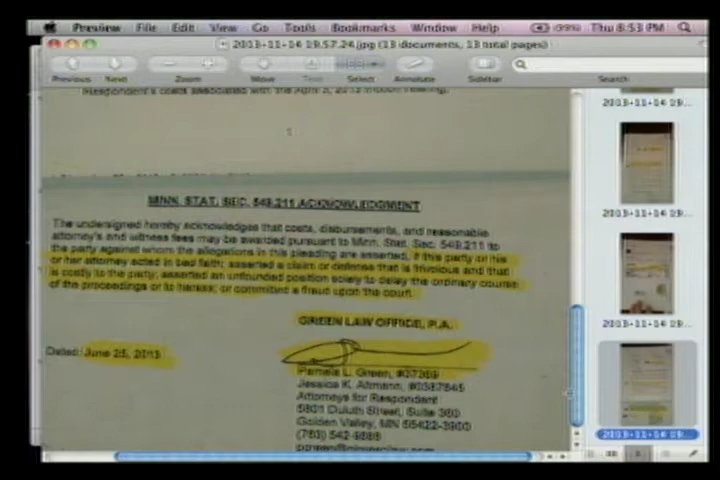 Preview File Edit View Go Tools Bookmarks Window Help (99%) Thu 8:53 PM
2013-11-14 19.57.24.jpg (13 documents, 13 total pages)
Previous Next Zoom Move Text Select Annotate Sidebar Search
Respondent's costs associated with the April 2, 2013 motion hearing.
1
MINN. STAT. SEC. 549.211 ACKNOWLEDGMENT
The undersigned hereby acknowledges that costs, disbursements, and reasonable
attorney's and witness fees may be awarded pursuant to Minn. Stat. Sec. 549.211 to
the party against whom the allegations in this pleading are asserted, if this party or his
or her attorney acted in bad faith; asserted a claim or defense that is frivolous and that
is costly to the party; asserted an unfounded position solely to delay the ordinary course
of the proceedings or to harass; or committed a fraud upon the court.
GREEN LAW OFFICE, P.A.
Dated: June 25, 2013
Pamela L. Green,
Jessica K. Altmann, #0387845
Attorneys for Respondent
5801 Duluth Street, Suite 360
Golden Valley, MN 55422-3900
(763) 542-9888
2013-11-14 19...
2013-11-14 19...
2013-11-14 19...
2013-11-14 19...